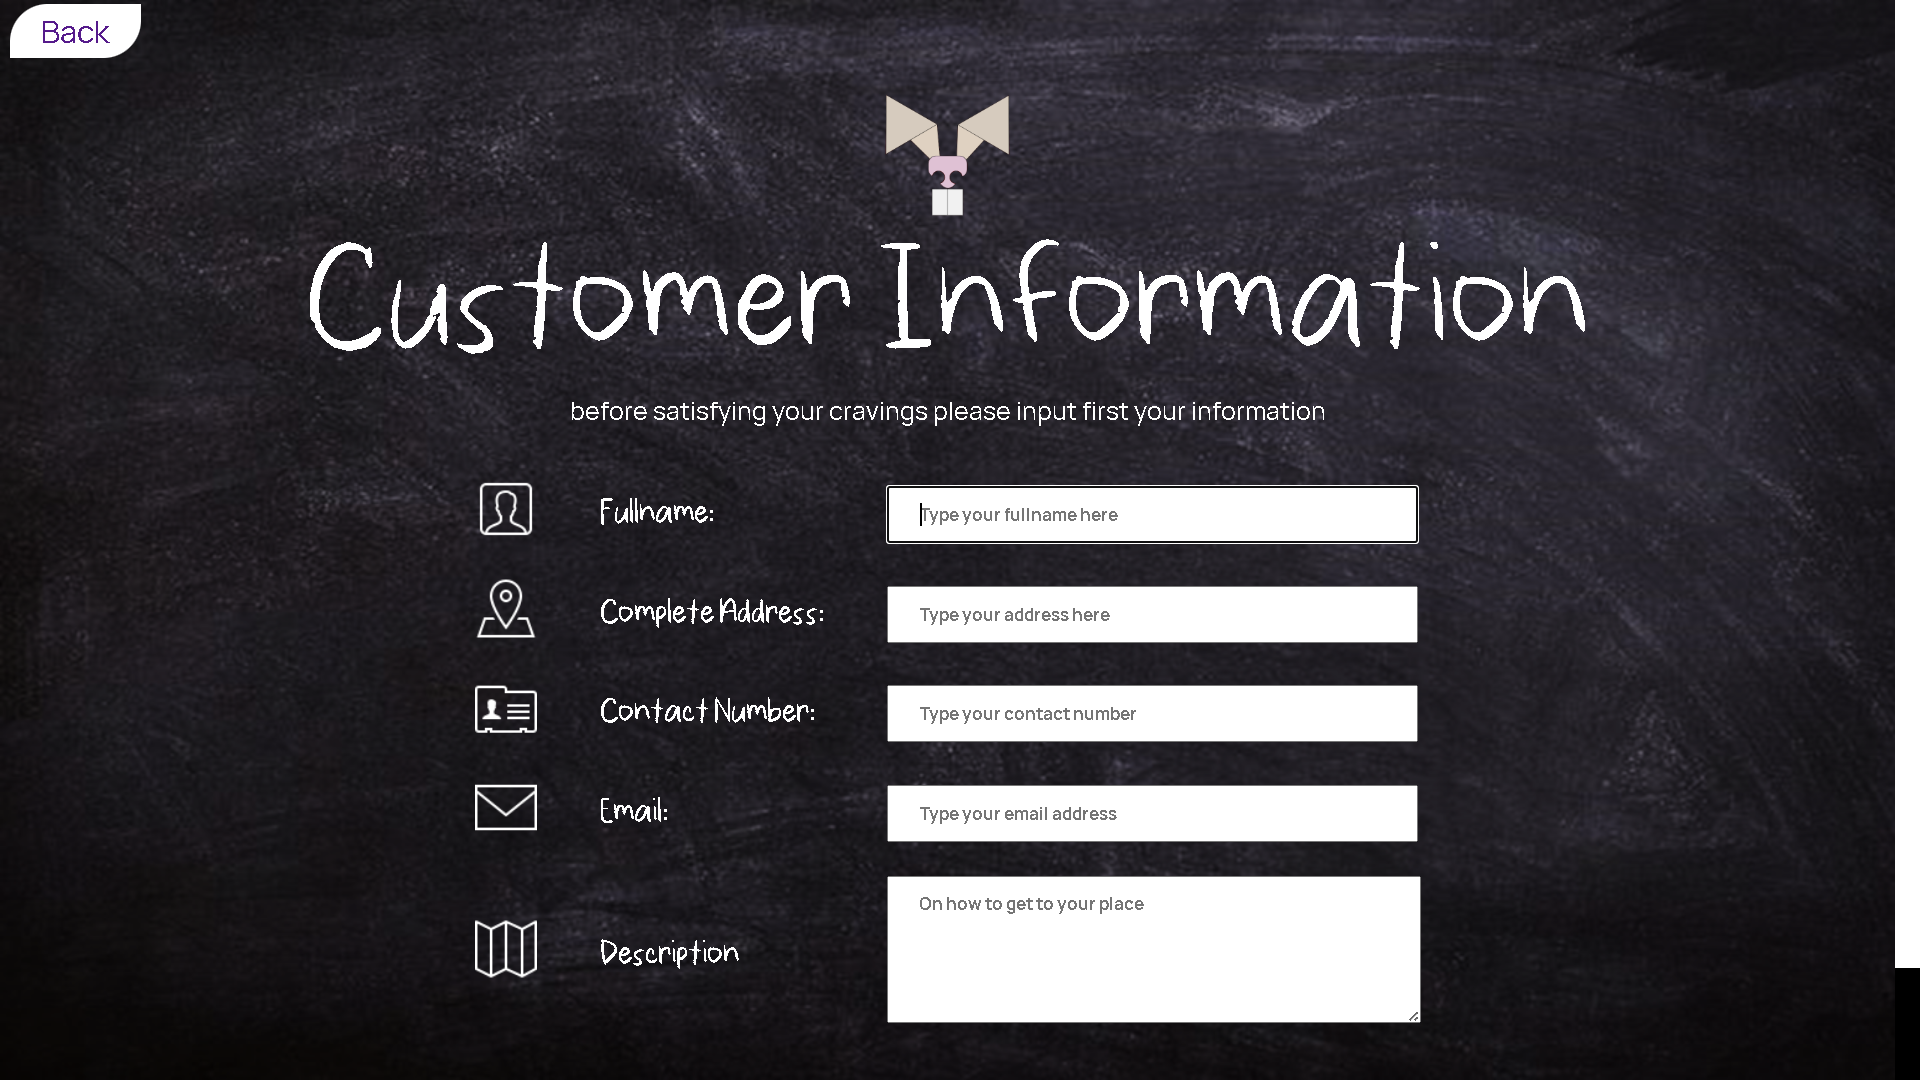 Back
Customer Information
before satisfying your cravings please input first your information
Fullname:
Type your fullname here
Complete Address:
Type your address here
Contact Number:
Type your contact number
Email:
Type your email address
Description
On how to get to your place